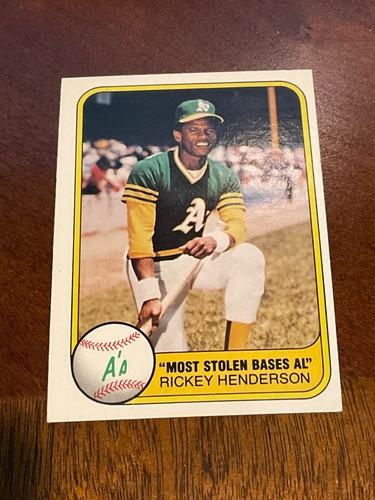 A's
A's
"MOST STOLEN BASES AL"
RICKEY HENDERSON